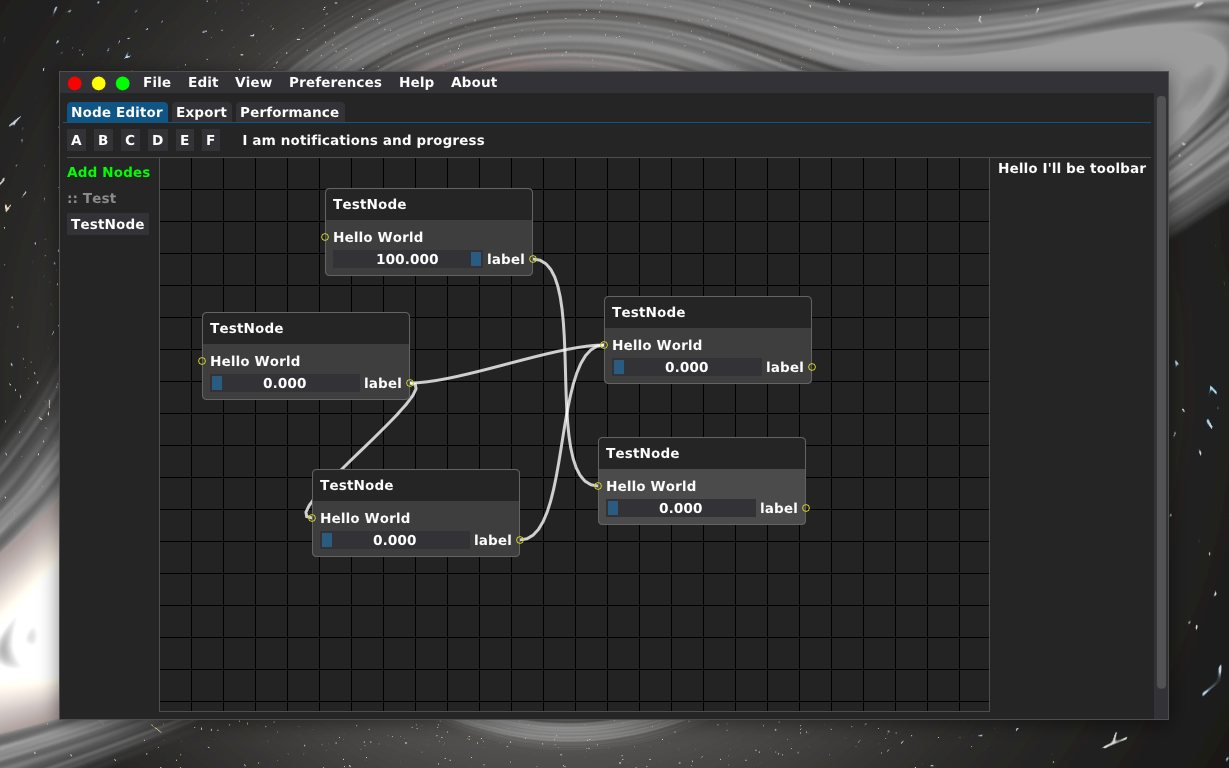 File Edit View Preferences Help About
Node Editor Export Performance
A B C D E F I am notifications and progress
Add Nodes
:: Test
TestNode
TestNode
Hello World
100.000 label
TestNode
Hello World
0.000 label
TestNode
Hello World
0.000 label
TestNode
Hello World
0.000 label
TestNode
Hello World
0.000 label
Hello I'll be toolbar